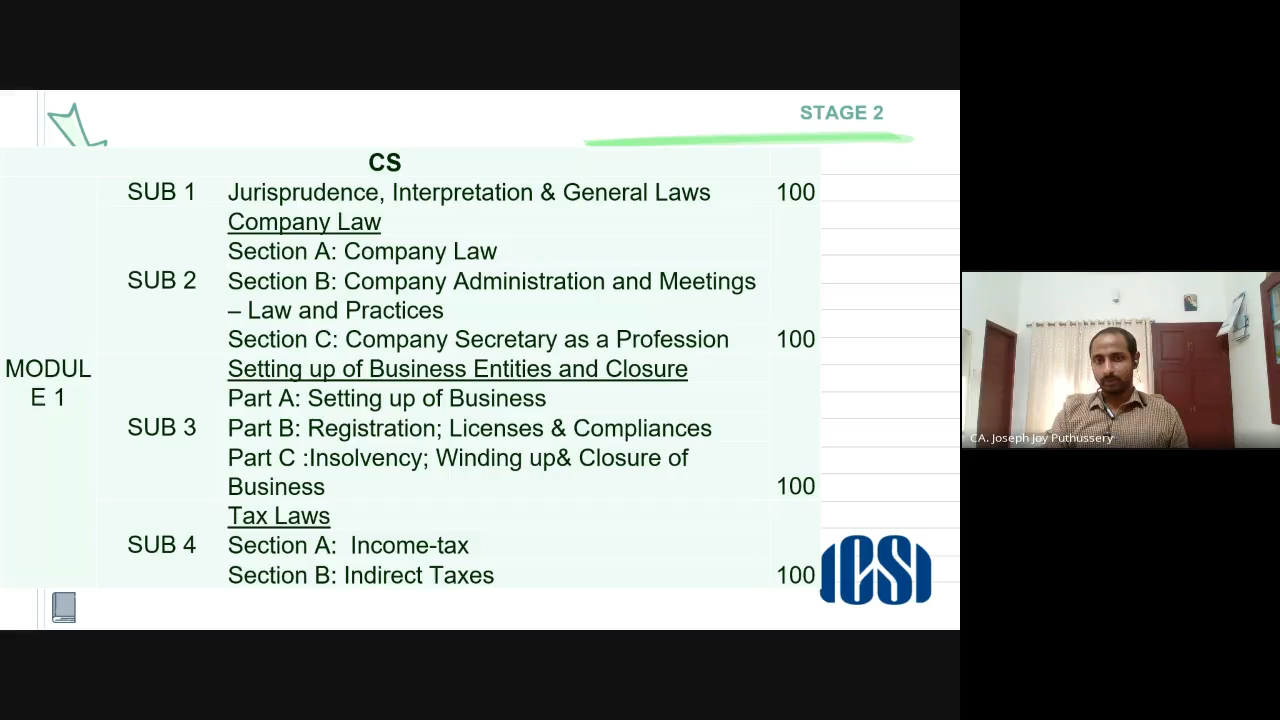 STAGE 2
CS
SUB 1 Jurisprudence, Interpretation & General Laws 100
Company Law
Section A: Company Law
SUB 2 Section B: Company Administration and Meetings
– Law and Practices
Section C: Company Secretary as a Profession 100
MODUL
E 1
Setting up of Business Entities and Closure
Part A: Setting up of Business
SUB 3 Part B: Registration; Licenses & Compliances
Part C :Insolvency; Winding up& Closure of
Business 100
Tax Laws
SUB 4 Section A: Income-tax
Section B: Indirect Taxes 100
ICSI
CA. Joseph Joy Puthussery